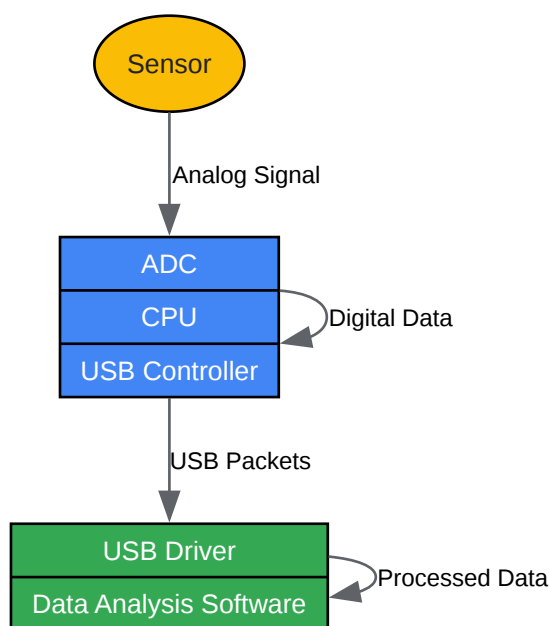 Sensor
Analog Signal
ADC
CPU
Digital Data
USB Controller
USB Packets
USB Driver
Processed Data
Data Analysis Software